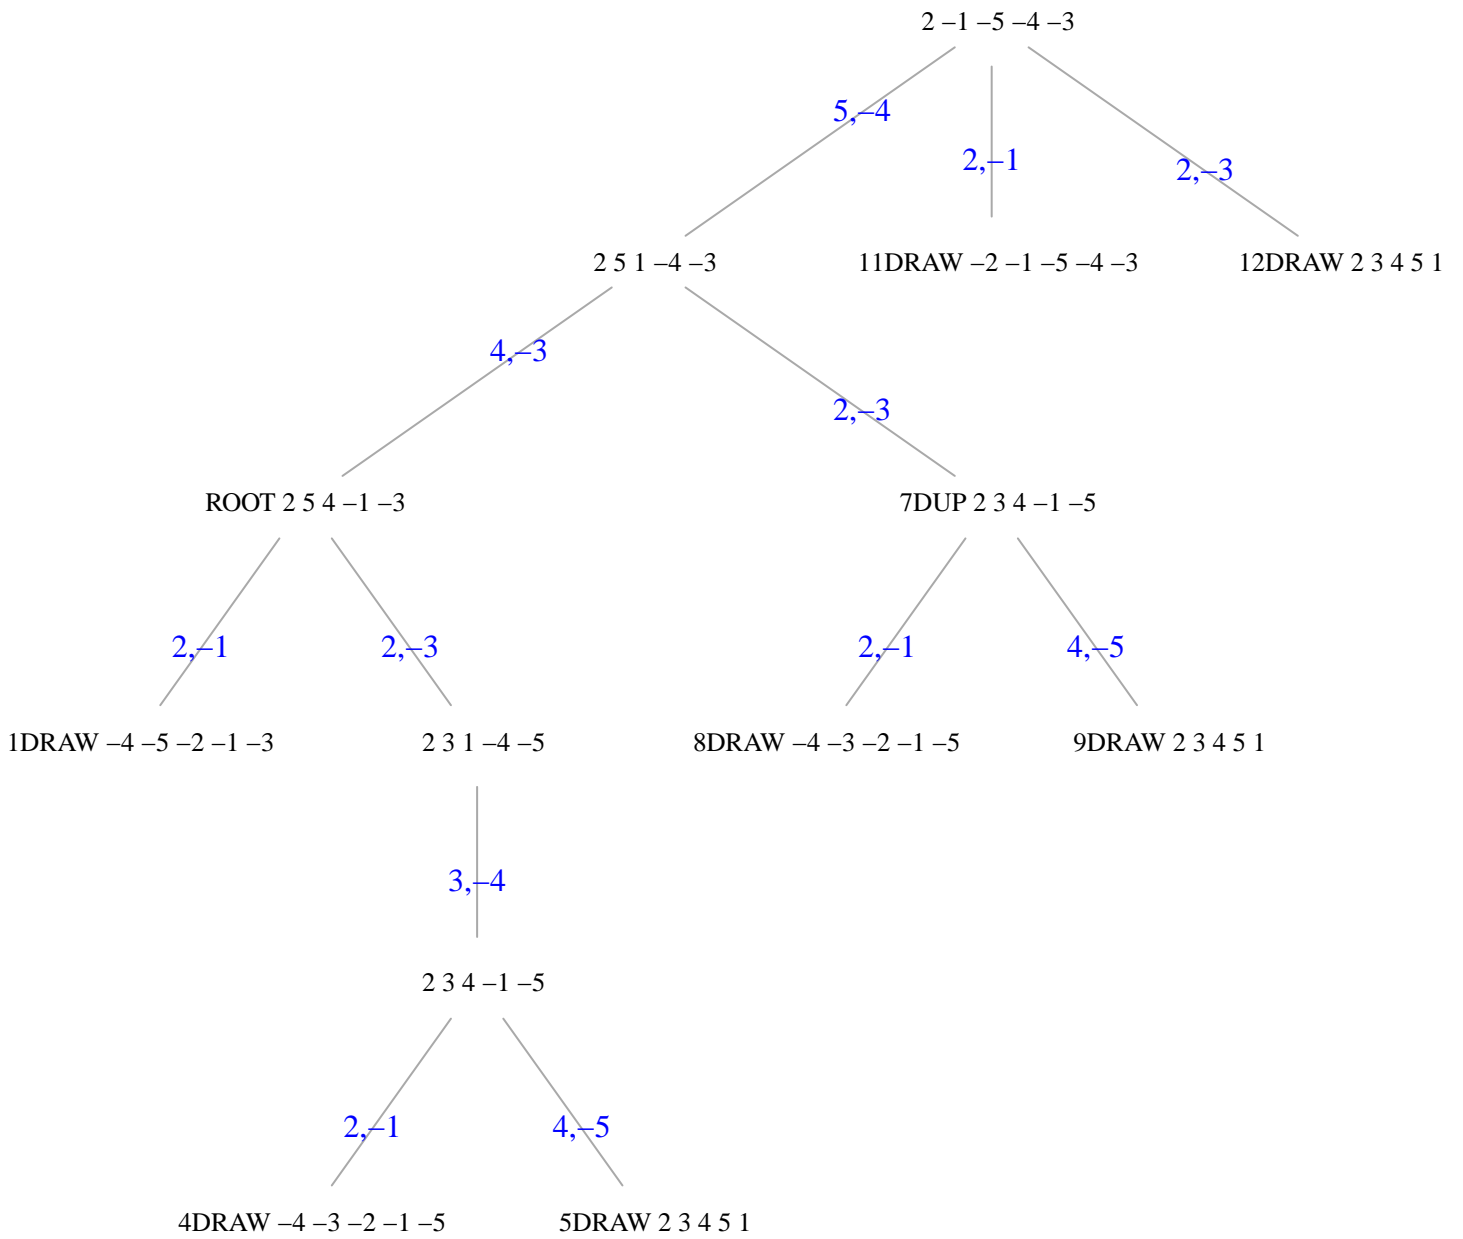 2 –1 –5 –4 –3
5,–4
2,–1
2,–3
2 5 1 –4 –3
11DRAW –2 –1 –5 –4 –3
12DRAW 2 3 4 5 1
4,–3
2,–3
ROOT 2 5 4 –1 –3
7DUP 2 3 4 –1 –5
2,–1
2,–3
2,–1
4,–5
1DRAW –4 –5 –2 –1 –3
2 3 1 –4 –5
8DRAW –4 –3 –2 –1 –5
9DRAW 2 3 4 5 1
3,–4
2 3 4 –1 –5
2,–1
4,–5
4DRAW –4 –3 –2 –1 –5
5DRAW 2 3 4 5 1